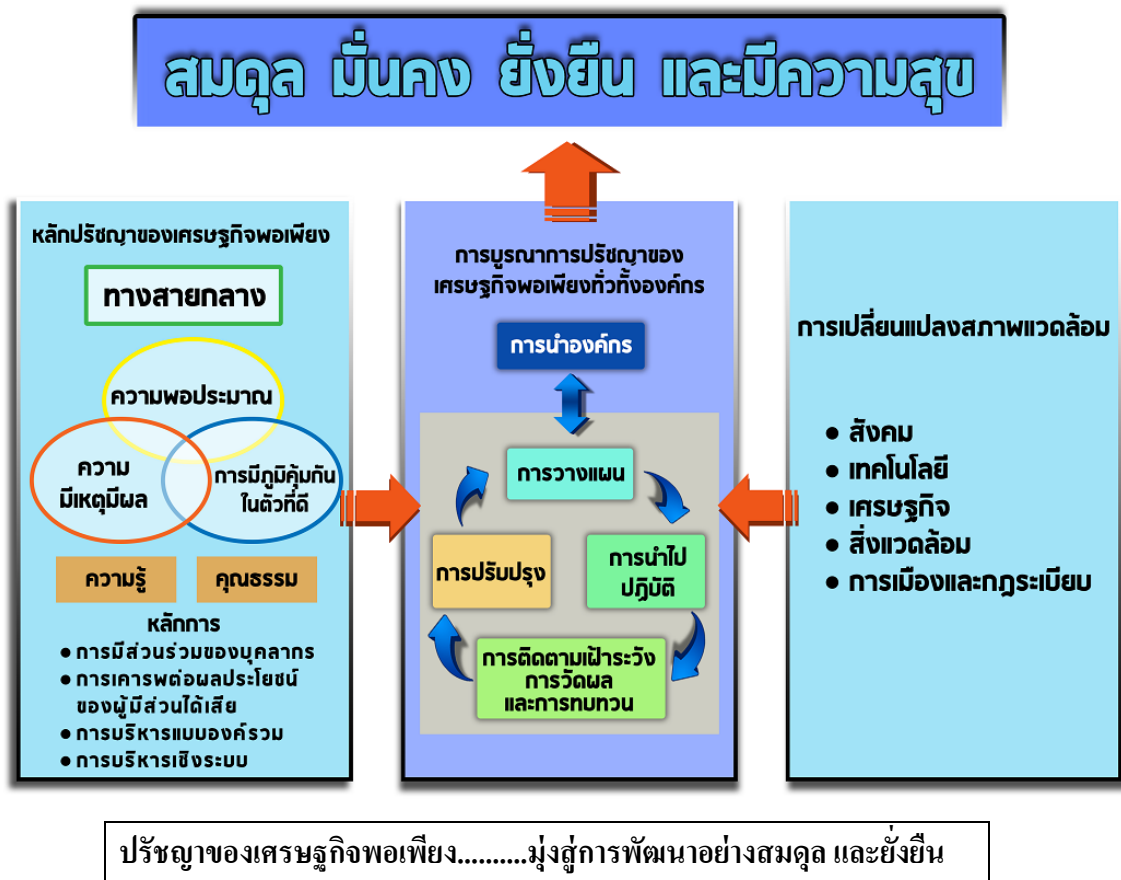 สมดุล มั่นคง ยั่งยืน และมีความสุข
หลักปรัชญาของเศรษฐกิจพอเพียง
ทางสายกลาง
ความพอประมาณ
ความ
มีเหตุมีผล
การมีภูมิคุ้มกัน
ในตัวที่ดี
ความรู้
คุณธรรม
หลักการ
● การมีส่วนร่วมของบุคลากร
● การเคารพต่อผลประโยชน์
ของผู้มีส่วนได้เสีย
● การบริหารแบบองค์รวม
● การบริหารเชิงระบบ
การบูรณาการปรัชญาของ
เศรษฐกิจพอเพียงทั่วทั้งองค์กร
การนำองค์กร
การวางแผน
การนำไป
ปฏิบัติ
การติดตามเฝ้าระวัง
การวัดผล
และการทบทวน
การปรับปรุง
การเปลี่ยนแปลงสภาพแวดล้อม
● สังคม
● เทคโนโลยี
● เศรษฐกิจ
● สิ่งแวดล้อม
● การเมืองและกฎระเบียบ
ปรัชญาของเศรษฐกิจพอเพียง..........มุ่งสู่การพัฒนาอย่างสมดุล และยั่งยืน